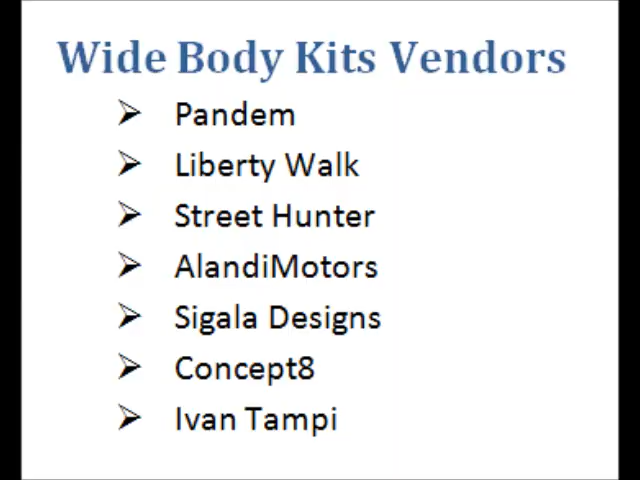 Wide Body Kits Vendors
➢ Pandem
➢ Liberty Walk
➢ Street Hunter
➢ AlandiMotors
➢ Sigala Designs
➢ Concept8
➢ Ivan Tampi